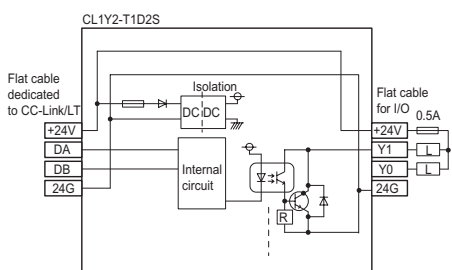 CL1Y2-T1D2S
Flat cable
dedicated
to CC-Link/LT
Isolation
Flat cable
for I/O
0.5A
DC DC
+24V
DA
DB
24G
Internal
circuit
R
+24V
Y1
Y0
24G
L
L